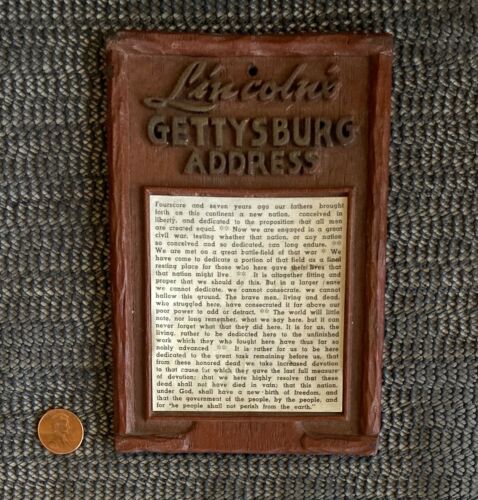 Lincoln's
GETTYSBURG
ADDRESS
Fourscore and seven years ago our fathers brought
forth on this continent a new nation, conceived in
liberty, and dedicated to the proposition that all men
are created equal. ** Now we are engaged in a great
civil war, testing whether that nation, or any nation
so conceived and so dedicated, can long endure. **
We are met on a great battle-field of that war * We
have come to dedicate a portion of that field as a final
resting place for those who here gave their lives that
that nation might live. ** It is altogether fitting and
proper that we should do this. But in a larger sense
we cannot dedicate, we cannot consecrate, we cannot
hallow this ground. The brave men, living and dead,
who struggled here, have consecrated it far above our
poor power to add or detract. ** The world will little
note, nor long remember, what we say here, but it can
never forget what they did here. It is for us, the
living, rather to be dedicated here to the unfinished
work which they who fought here have thus far so
nobly advanced ** It is rather for us to be here
dedicated to the great task remaining before us, that
from these honored dead we take increased devotion
to that cause for which they gave the last full measure
of devotion; that we here highly resolve that these
dead shall not have died in vain; that this nation,
under God, shall have a new birth of freedom, and
that the government of the people, by the people, and
for the people shall not perish from the earth."